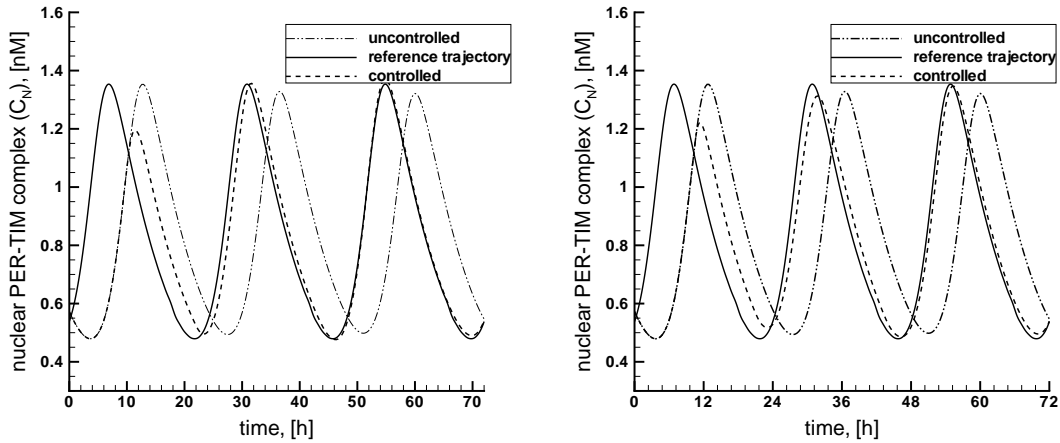 nuclear PER-TIM complex (C_N), [nM]
1.6
1.4
1.2
1
0.8
0.6
0.4
uncontrolled
reference trajectory
controlled
0 10 20 30 40 50 60 70
time, [h]
nuclear PER-TIM complex (C_N), [nM]
1.6
1.4
1.2
1
0.8
0.6
0.4
uncontrolled
reference trajectory
controlled
0 12 24 36 48 60 72
time, [h]